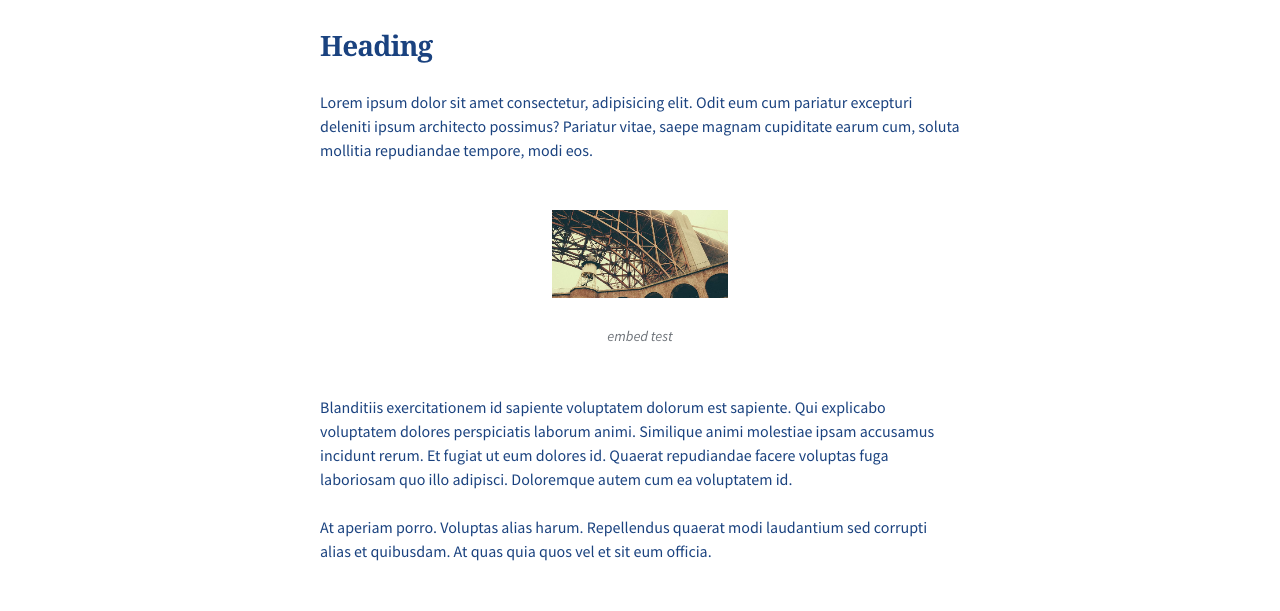 Heading
Lorem ipsum dolor sit amet consectetur, adipisicing elit. Odit eum cum pariatur excepturi
deleniti ipsum architecto possimus? Pariatur vitae, saepe magnam cupiditate earum cum, soluta
mollitia repudiandae tempore, modi eos.
embed test
Blanditiis exercitationem id sapiente voluptatem dolorum est sapiente. Qui explicabo
voluptatem dolores perspiciatis laborum animi. Similique animi molestiae ipsam accusamus
incidunt rerum. Et fugiat ut eum dolores id. Quaerat repudiandae facere voluptas fuga
laboriosam quo illo adipisci. Doloremque autem cum ea voluptatem id.
At aperiam porro. Voluptas alias harum. Repellendus quaerat modi laudantium sed corrupti
alias et quibusdam. At quas quia quos vel et sit eum officia.